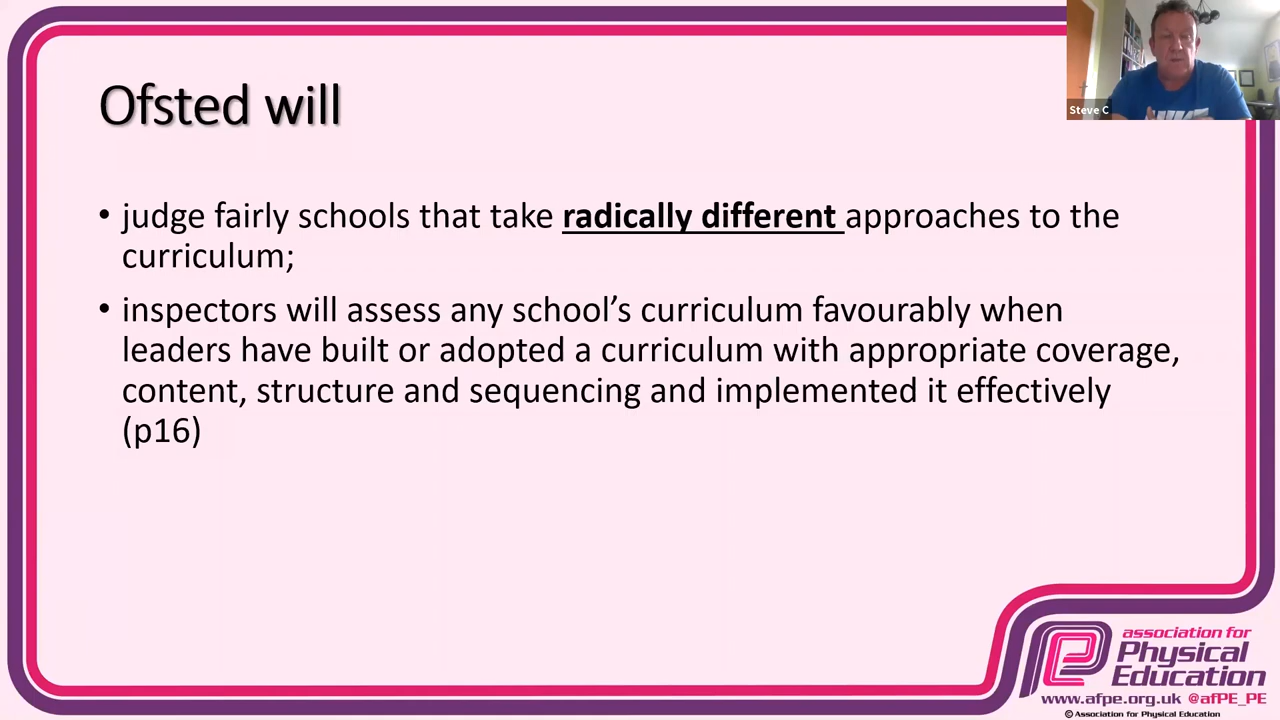 Steve C
Ofsted will
• judge fairly schools that take radically different approaches to the
curriculum;
• inspectors will assess any school's curriculum favourably when
leaders have built or adopted a curriculum with appropriate coverage,
content, structure and sequencing and implemented it effectively
(p16)
association for
Physical
Education
www.afpe.org.uk @afPE_PE
© Association for Physical Education